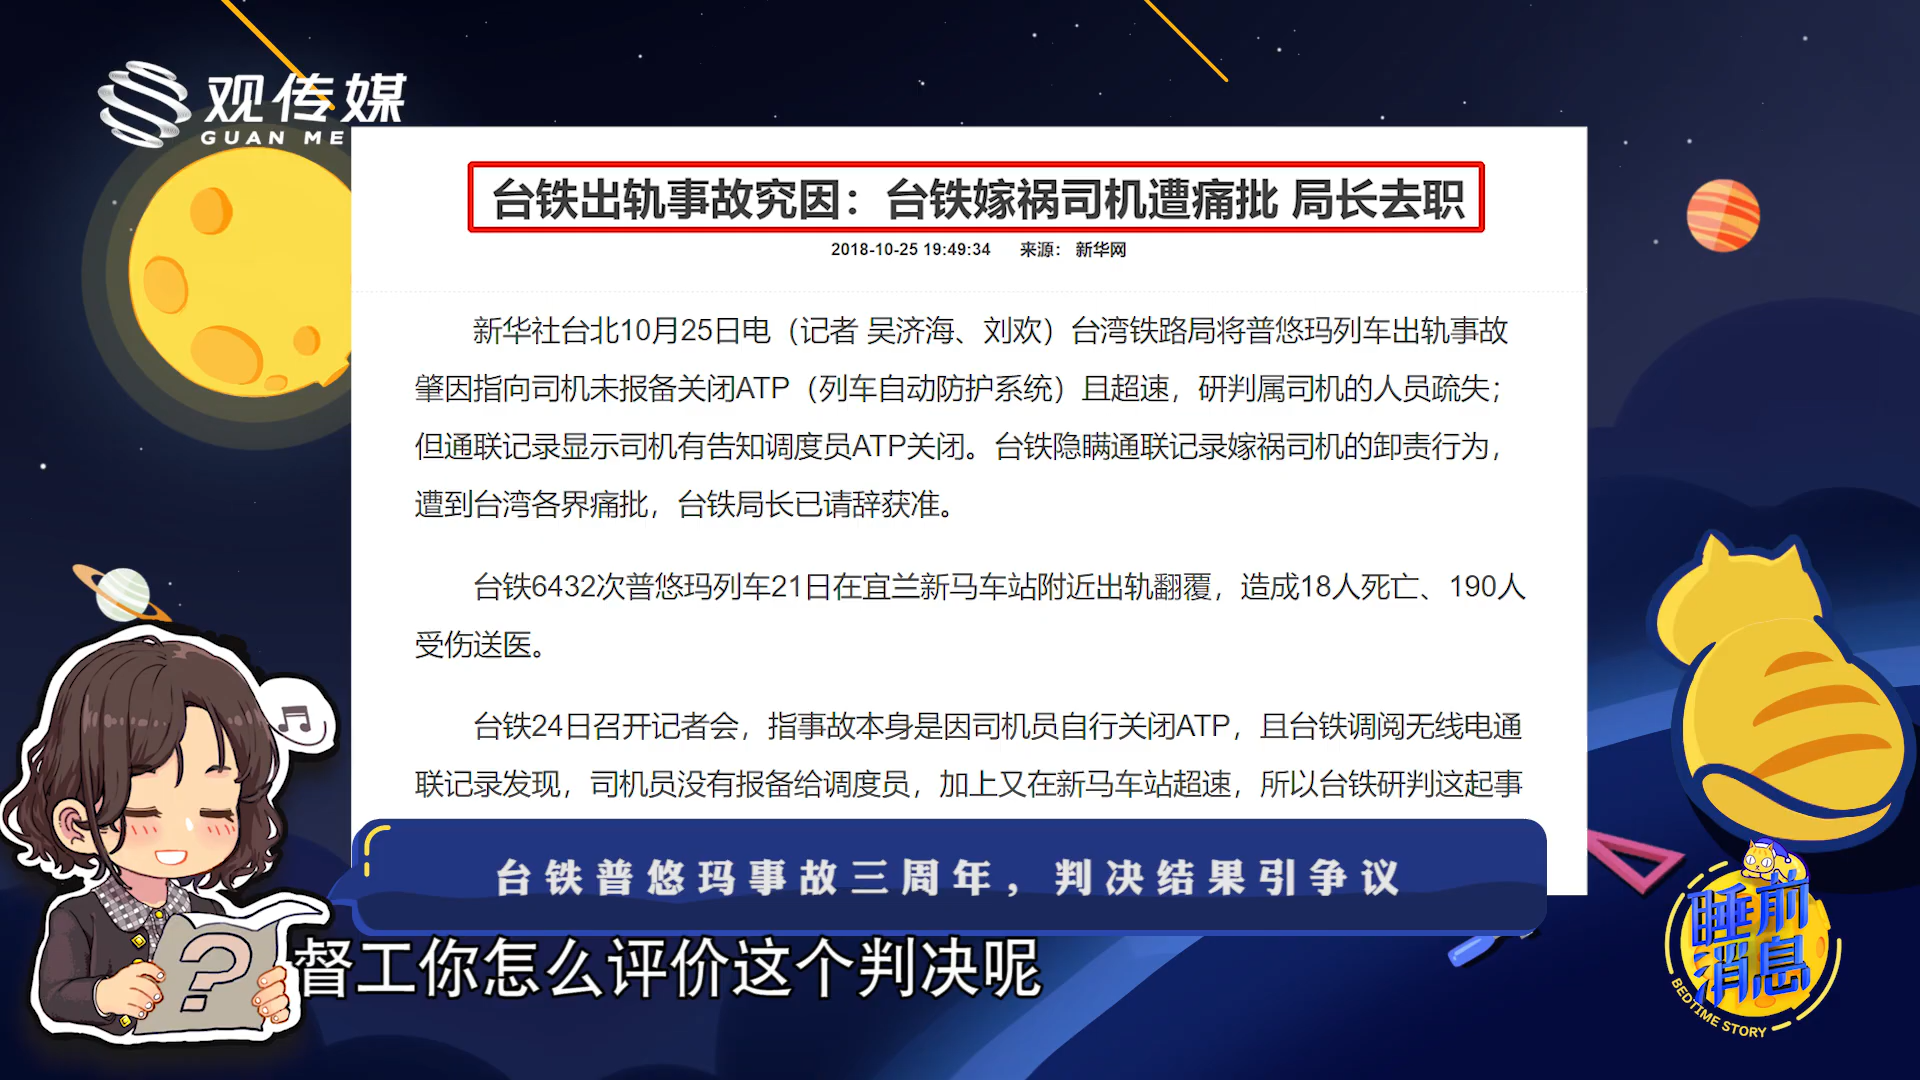 观传媒
GUAN ME
台铁出轨事故究因：台铁嫁祸司机遭痛批 局长去职
2018-10-25 19:49:34 来源： 新华网
新华社台北10月25日电（记者 吴济海、刘欢）台湾铁路局将普悠玛列车出轨事故
肇因指向司机未报备关闭ATP（列车自动防护系统）且超速，研判属司机的人员疏失；
但通联记录显示司机有告知调度员ATP关闭。台铁隐瞒通联记录嫁祸司机的卸责行为，
遭到台湾各界痛批，台铁局长已请辞获准。
台铁6432次普悠玛列车21日在宜兰新马车站附近出轨翻覆，造成18人死亡、190人
受伤送医。
台铁24日召开记者会，指事故本身是因司机员自行关闭ATP，且台铁调阅无线电通
联记录发现，司机员没有报备给调度员，加上又在新马车站超速，所以台铁研判这起事
台铁普悠玛事故三周年，判决结果引争议
督工你怎么评价这个判决呢
?
睡前
消息
BEDTIME STORY